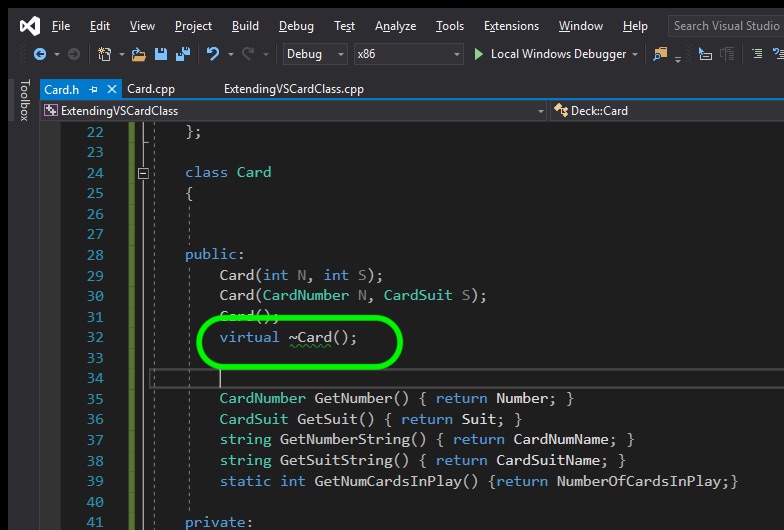 File Edit View Project Build Debug Test Analyze Tools Extensions Window Help Search Visual Studio
Debug x86 Local Windows Debugger
Card.h Card.cpp ExtendingVSCardClass.cpp
Toolbox
ExtendingVSCardClass Deck::Card
22 };
23
24 class Card
25 {
26
27
28 public:
29 Card(int N, int S);
30 Card(CardNumber N, CardSuit S);
31 Card();
32 virtual ~Card();
33
34
35 CardNumber GetNumber() { return Number; }
36 CardSuit GetSuit() { return Suit; }
37 string GetNumberString() { return CardNumName; }
38 string GetSuitString() { return CardSuitName; }
39 static int GetNumCardsInPlay() {return NumberOfCardsInPlay;}
40
41 private: